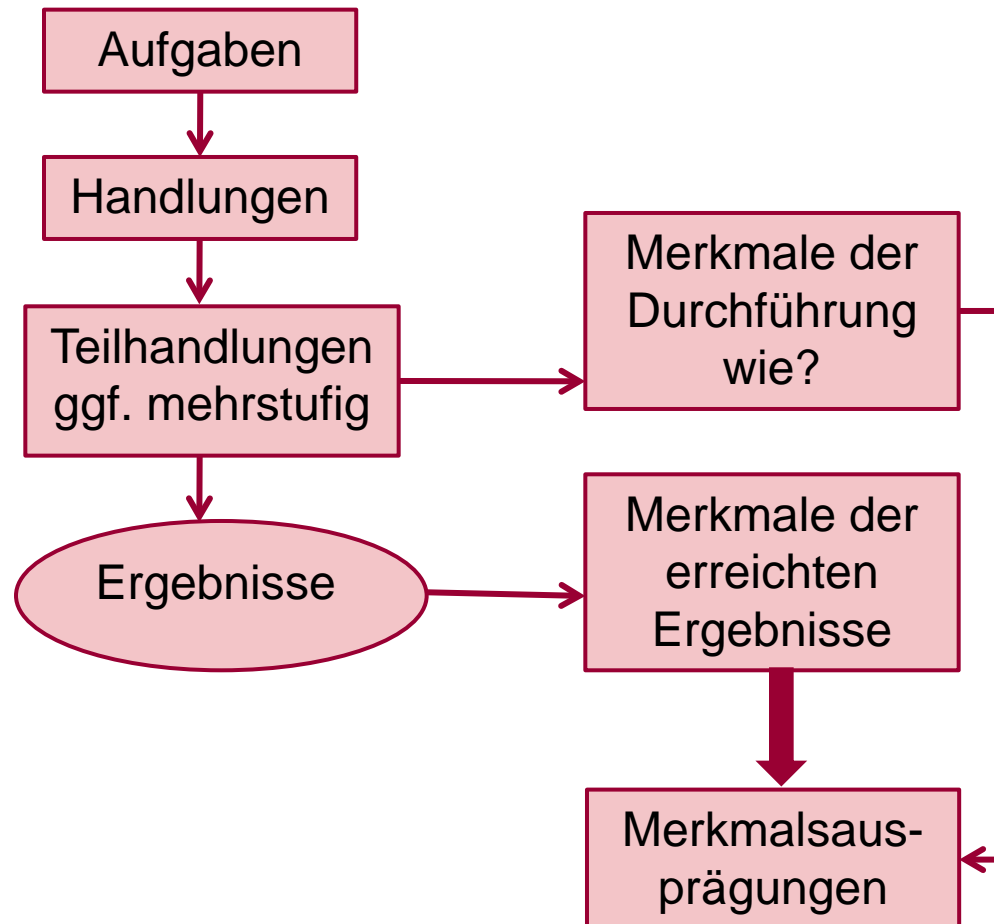 Aufgaben
Handlungen
Teilhandlungen
ggf. mehrstufig
Ergebnisse
Merkmale der
Durchführung
wie?
Merkmale der
erreichten
Ergebnisse
Merkmalsaus-
prägungen